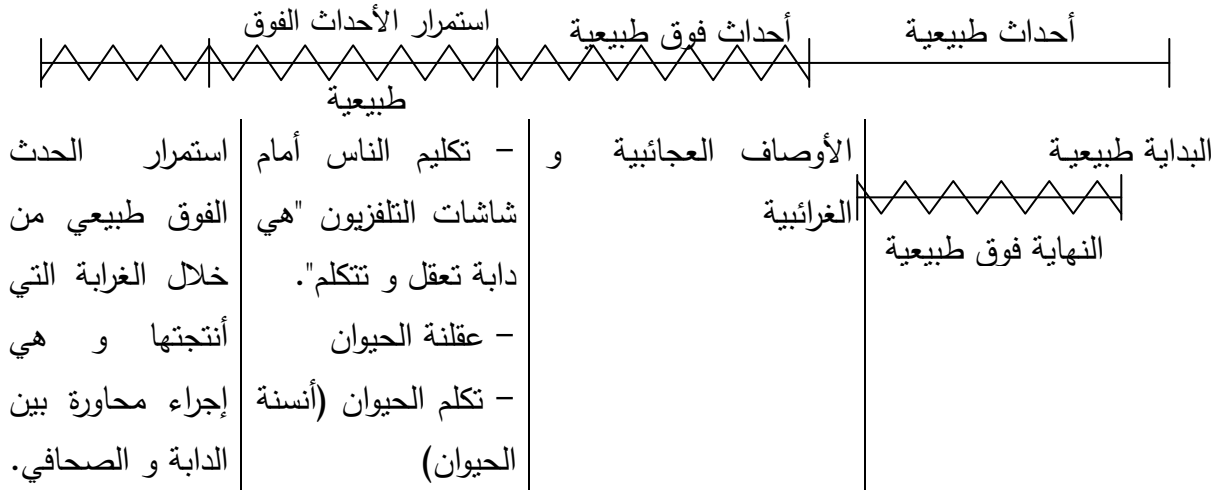 أحداث طبيعية
أحداث فوق طبيعية
استمرار الأحداث الفوق
طبيعية
البداية طبيعية
النهاية فوق طبيعية
الأوصاف العجائبية و
الغرائبية
– تكليم الناس أمام
شاشات التلفزيون "هي
دابة تعقل و تتكلم".
– عقلنة الحيوان
– تكلم الحيوان (أنسنة
الحيوان)
استمرار الحدث
الفوق طبيعي من
خلال الغرابة التي
أنتجتها و هي
إجراء محاورة بين
الدابة و الصحافي.